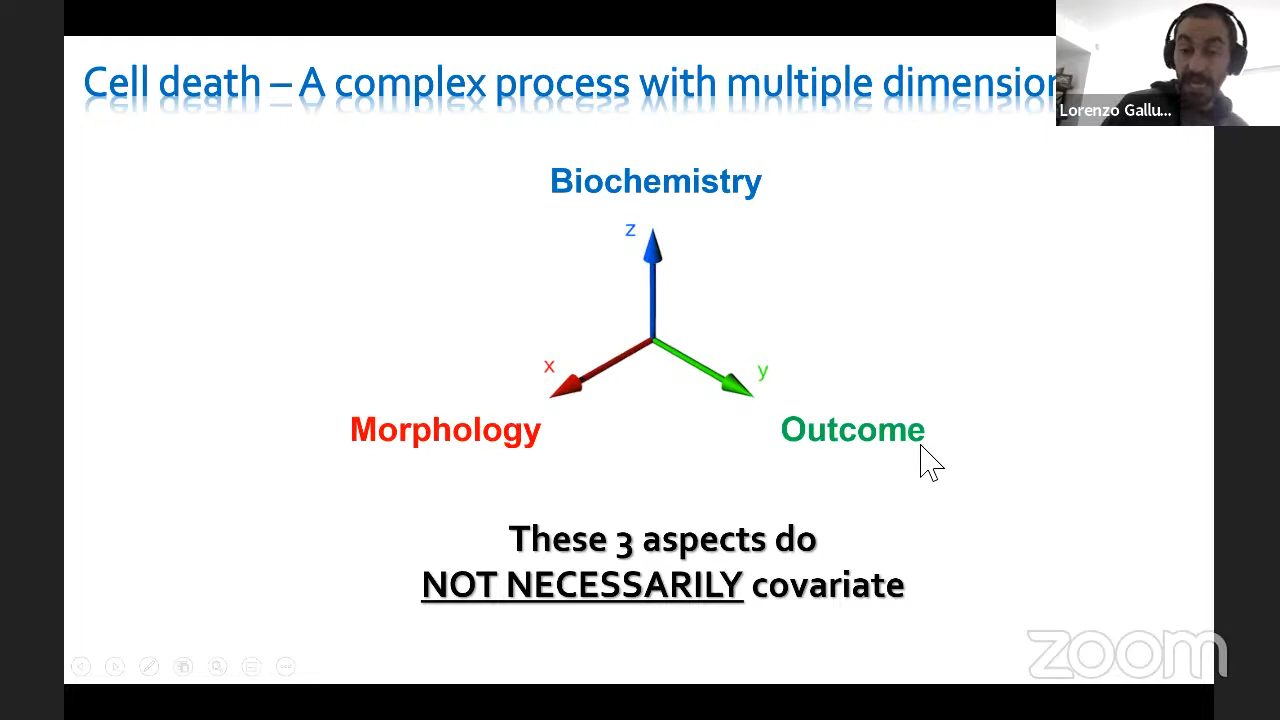 Cell death – A complex process with multiple dimension
Lorenzo Gallu...
Biochemistry
z
x
y
Morphology
Outcome
These 3 aspects do
NOT NECESSARILY covariate
zoom